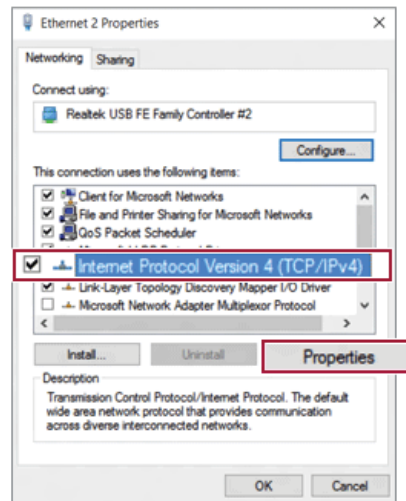 Ethernet 2 Properties
Networking Sharing
Connect using:
Realtek USB FE Family Controller #2
Configure...
This connection uses the following items:
Client for Microsoft Networks
File and Printer Sharing for Microsoft Networks
QoS Packet Scheduler
Internet Protocol Version 4 (TCP/IPv4)
Link-Layer Topology Discovery Mapper I/O Driver
Microsoft Network Adapter Multiplexor Protocol
Install... Uninstall Properties
Description
Transmission Control Protocol/Internet Protocol. The default
wide area network protocol that provides communication
across diverse interconnected networks.
OK Cancel